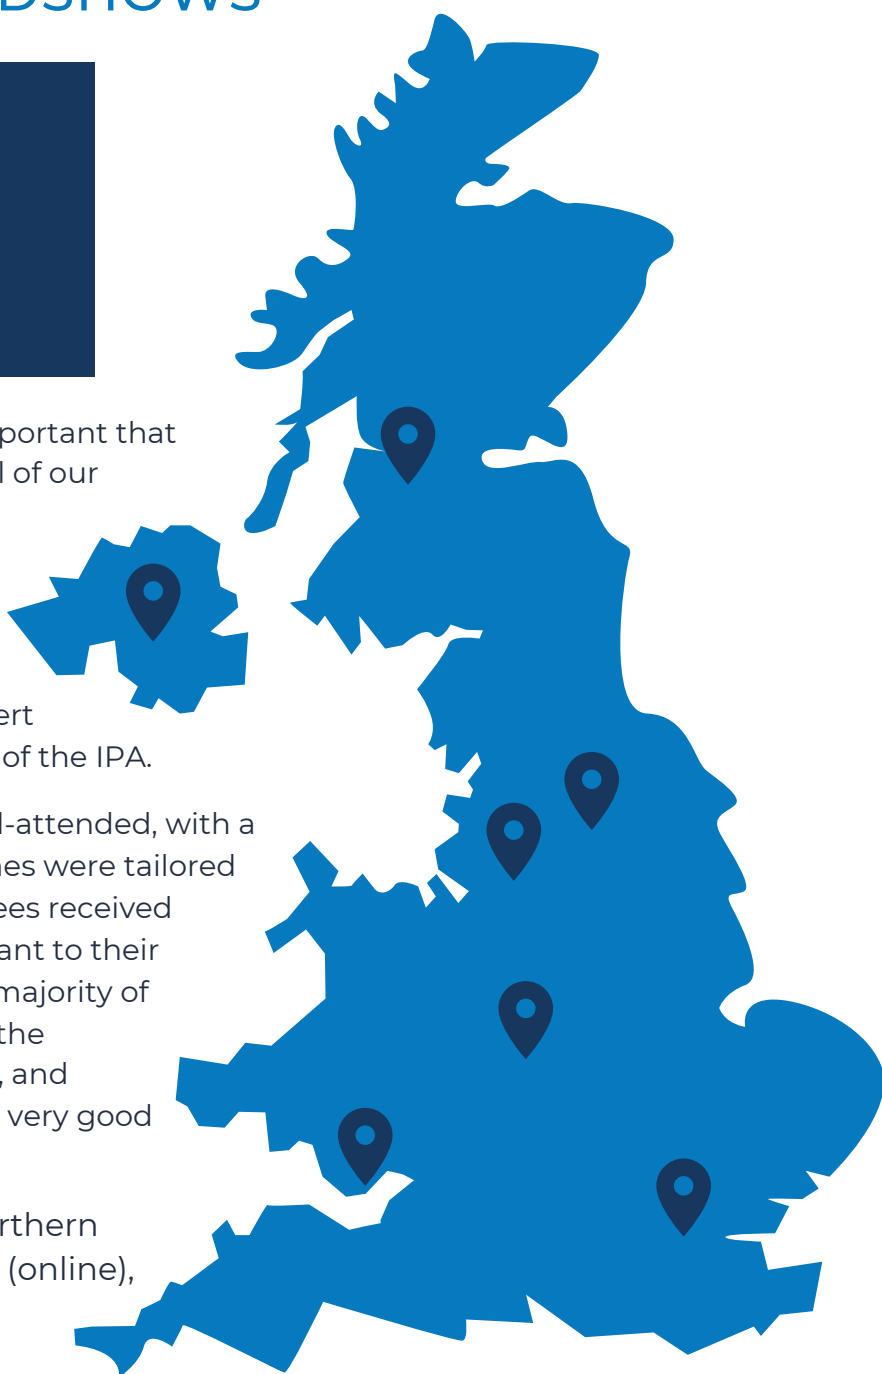 DSHOWS
portant that
l of our
ert
of the IPA.
l-attended, with a
nes were tailored
ees received
ant to their
majority of
the
, and
very good
rthern
(online),